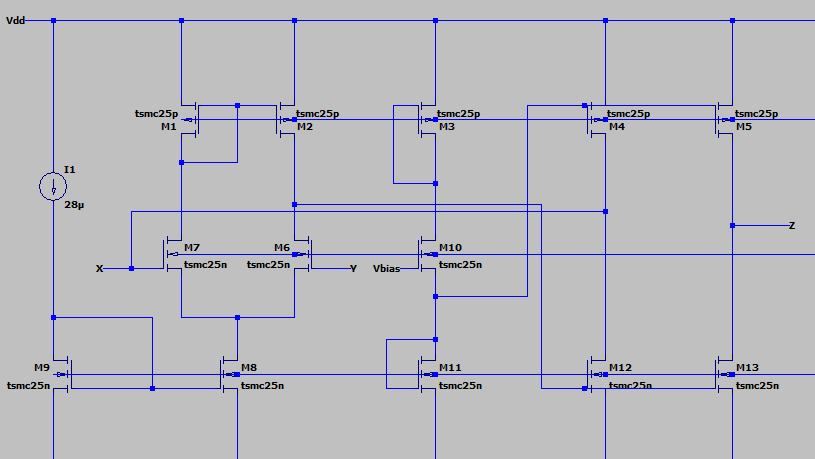 Vdd
tsmc25p
M1
tsmc25p
M2
tsmc25p
M3
tsmc25p
M4
tsmc25p
M5
I1
28µ
Z
M7
tsmc25n
M6
tsmc25n
M10
tsmc25n
X
Y
Vbias
M9
tsmc25n
M8
tsmc25n
M11
tsmc25n
M12
tsmc25n
M13
tsmc25n